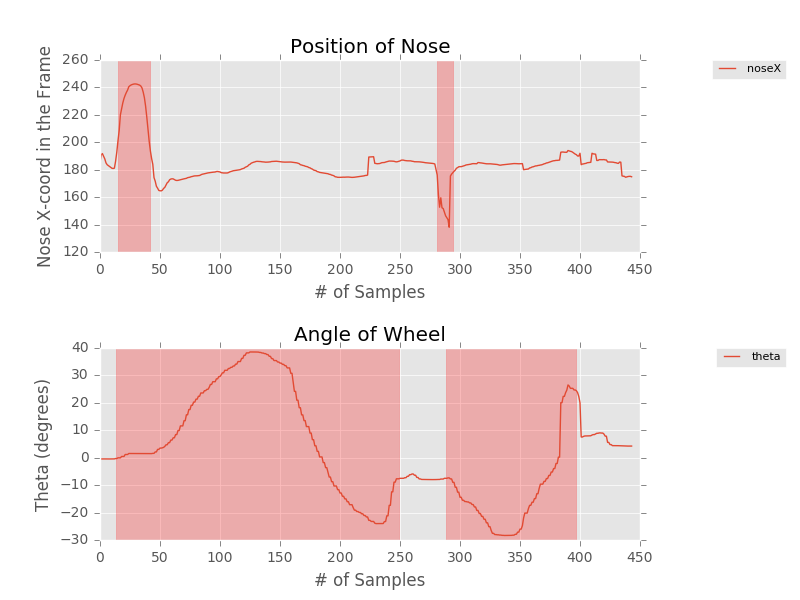 Position of Nose
noseX
Nose X-coord in the Frame
260
240
220
200
180
160
140
120
0 50 100 150 200 250 300 350 400 450
# of Samples
Angle of Wheel
theta
Theta (degrees)
40
30
20
10
0
−10
−20
−30
0 50 100 150 200 250 300 350 400 450
# of Samples